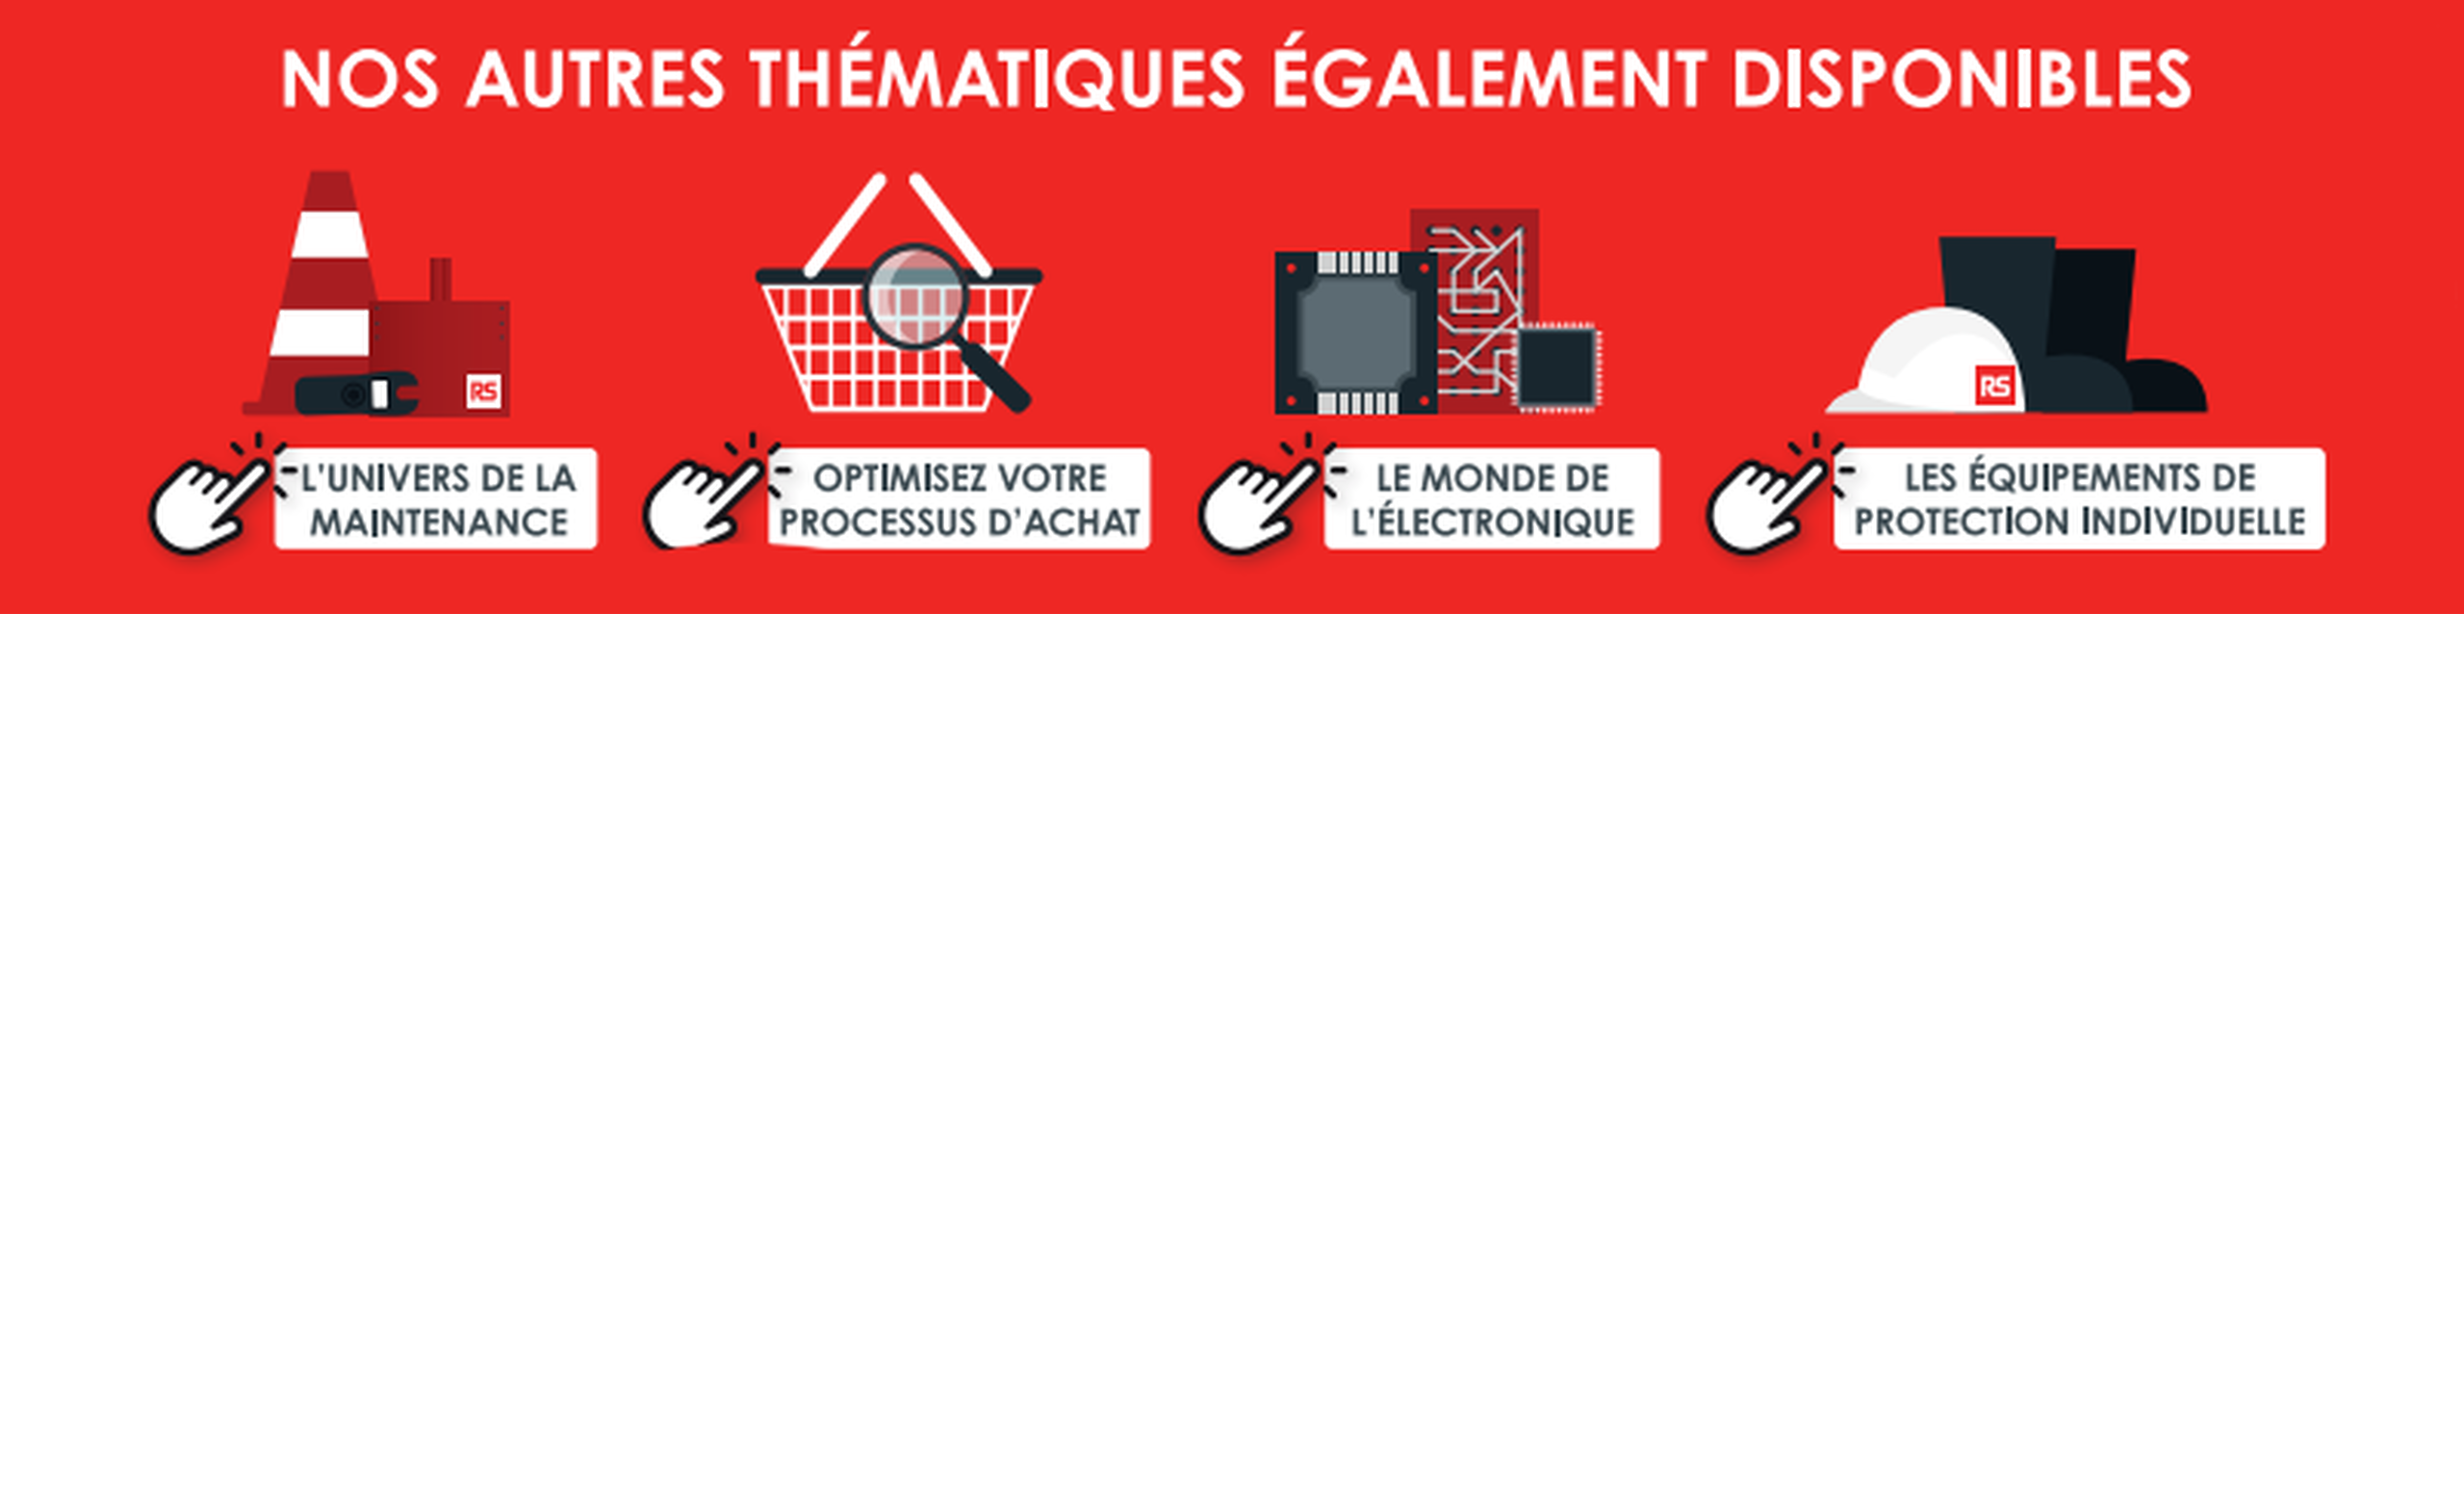 NOS AUTRES THÉMATIQUES ÉGALEMENT DISPONIBLES
RS
RS
L'UNIVERS DE LA
MAINTENANCE
OPTIMISEZ VOTRE
PROCESSUS D'ACHAT
LE MONDE DE
L'ÉLECTRONIQUE
LES ÉQUIPEMENTS DE
PROTECTION INDIVIDUELLE